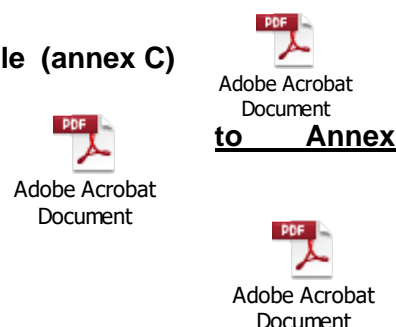 PDF
le (annex C)
Adobe Acrobat
Document
to Annex
PDF
Adobe Acrobat
Document
PDF
Adobe Acrobat
Document